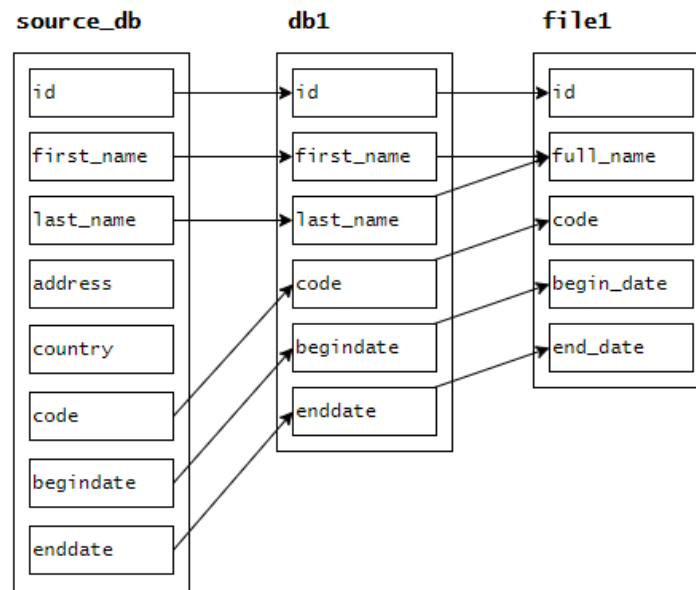 source_db
id
first_name
last_name
address
country
code
begindate
enddate
db1
id
first_name
last_name
code
begindate
enddate
file1
id
full_name
code
begin_date
end_date